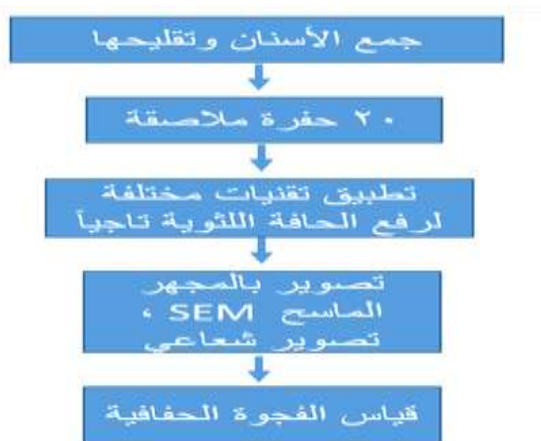 جمع الأسنان وتقليحها
٢٠ حفرة ملاصقة
تطبيق تقنيات مختلفة
لرفع الحافة اللثوية تاجياً
تصوير بالمجهر
الماسح SEM ،
تصوير شعاعي
قياس الفجوة الحفافية